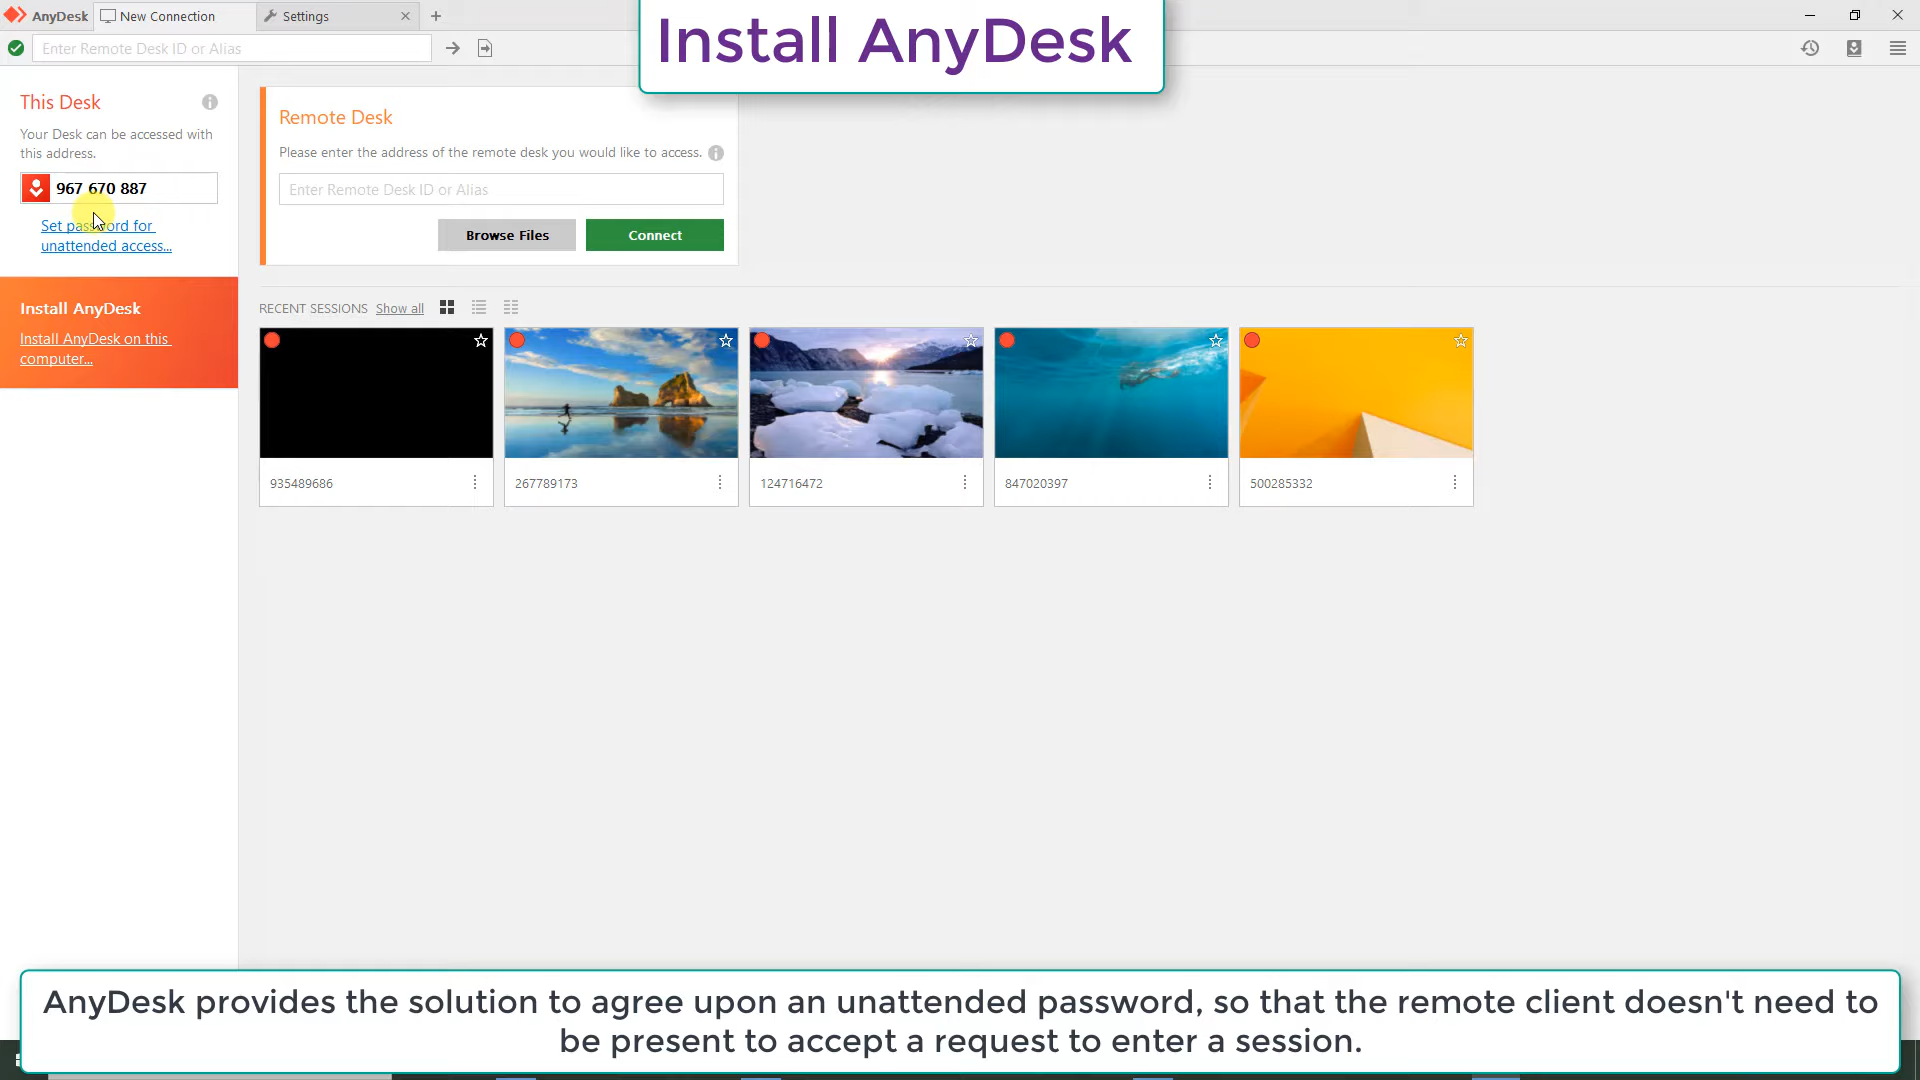 AnyDesk
New Connection
Settings
Install AnyDesk
Enter Remote Desk ID or Alias
This Desk
Your Desk can be accessed with
this address.
967 670 887
Set password for
unattended access...
Install AnyDesk
Install AnyDesk on this
computer...
Remote Desk
Please enter the address of the remote desk you would like to access.
Enter Remote Desk ID or Alias
Browse Files
Connect
RECENT SESSIONS Show all
935489686
267789173
124716472
847020397
500285332
AnyDesk provides the solution to agree upon an unattended password, so that the remote client doesn't need to
be present to accept a request to enter a session.